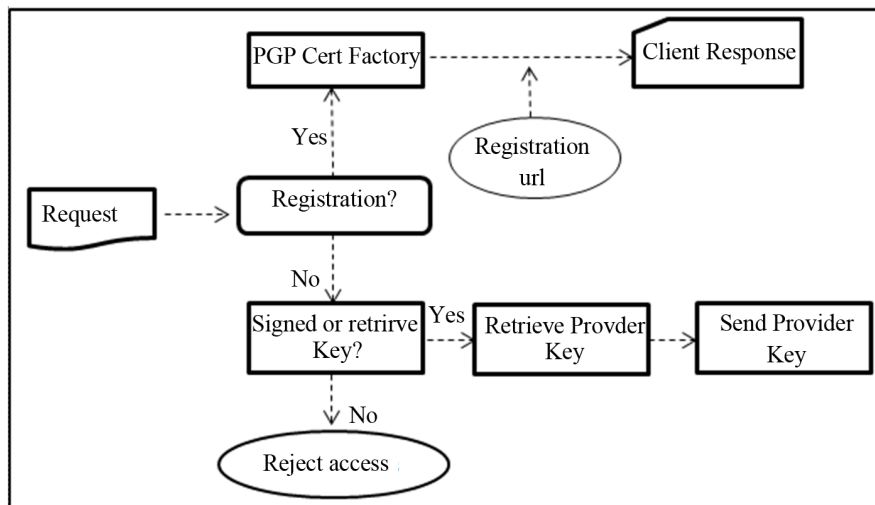 PGP Cert Factory
Client Response
Yes
Registration
url
Registration?
Request
No
Signed or retrirve
Key?
Yes
Retrieve Provder
Key
Send Provider
Key
No
Reject access